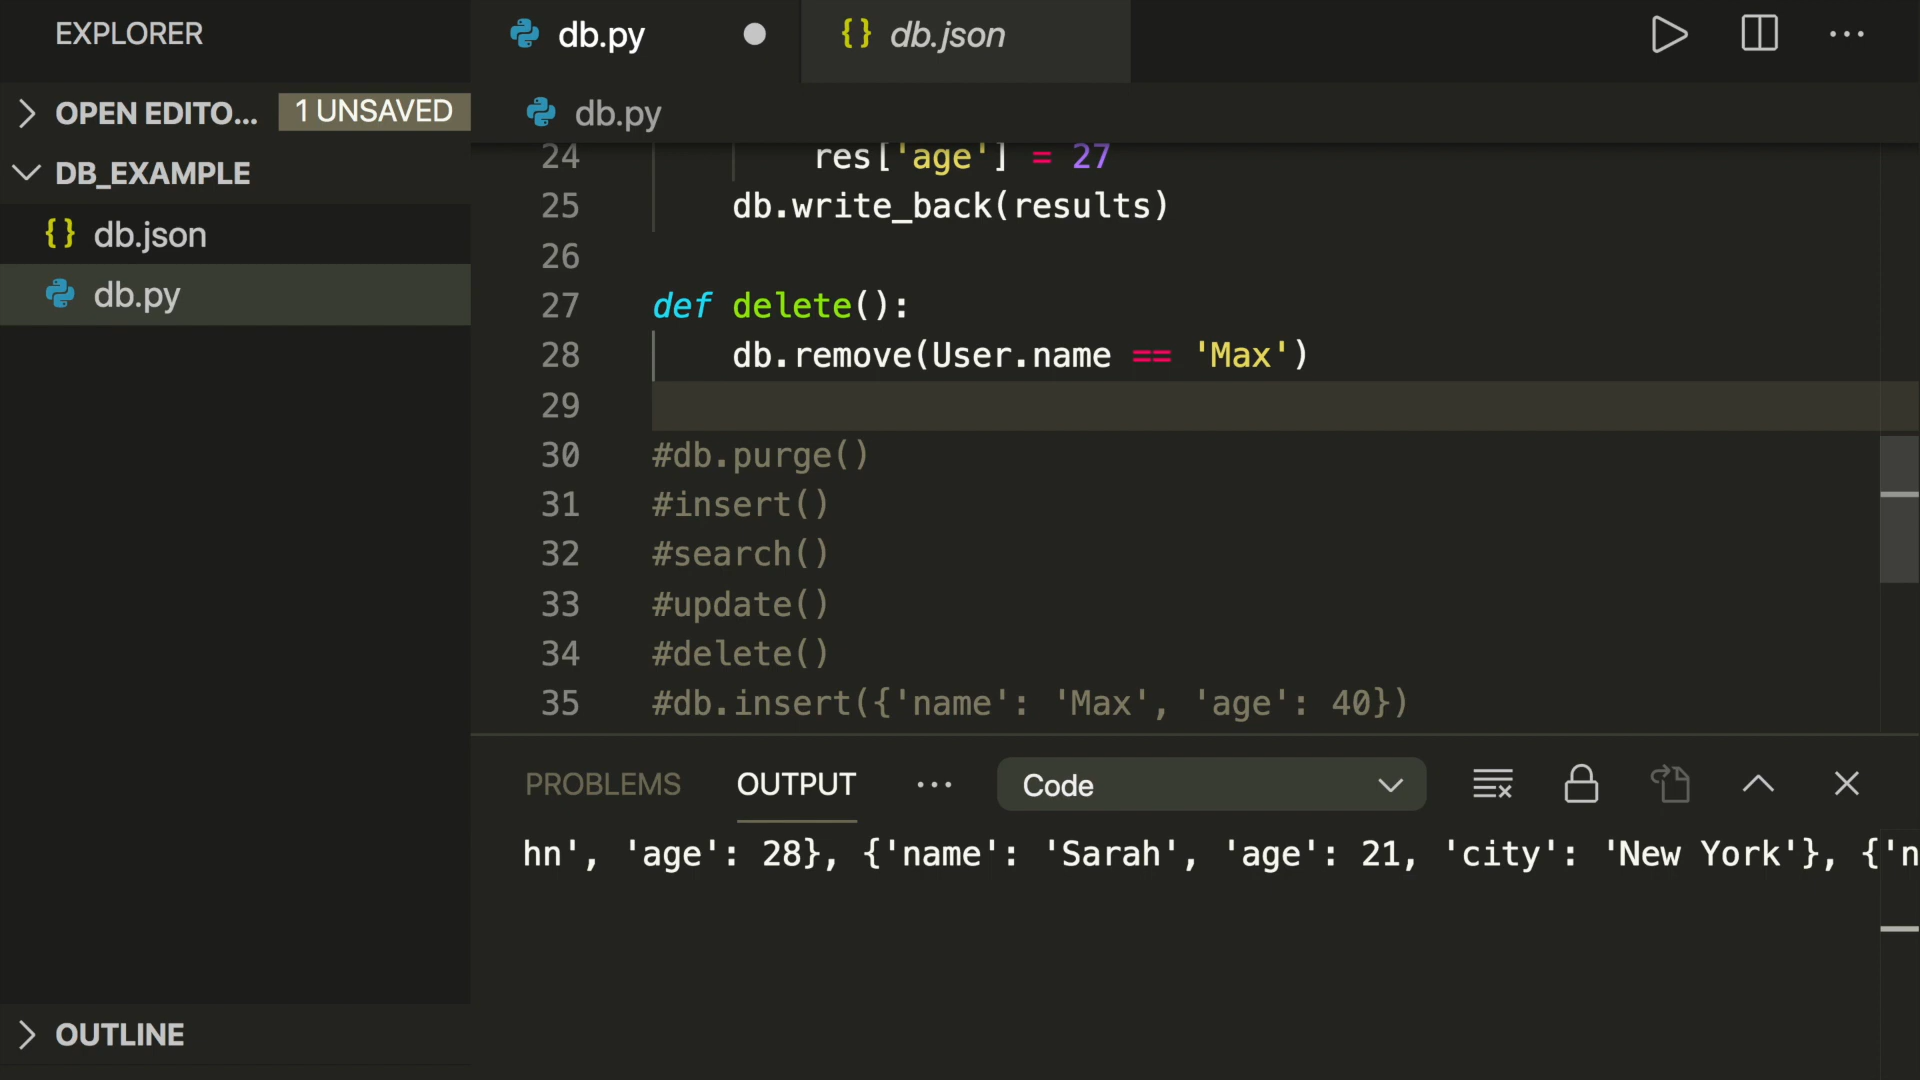 EXPLORER
db.py
{} db.json
OPEN EDITO... 1 UNSAVED
DB_EXAMPLE
{} db.json
db.py
db.py
24 res['age'] = 27
25 db.write_back(results)
26
27 def delete():
28 db.remove(User.name == 'Max')
29
30 #db.purge()
31 #insert()
32 #search()
33 #update()
34 #delete()
35 #db.insert({'name': 'Max', 'age': 40})
PROBLEMS OUTPUT ... Code
hn', 'age': 28}, {'name': 'Sarah', 'age': 21, 'city': 'New York'}, {'n
OUTLINE